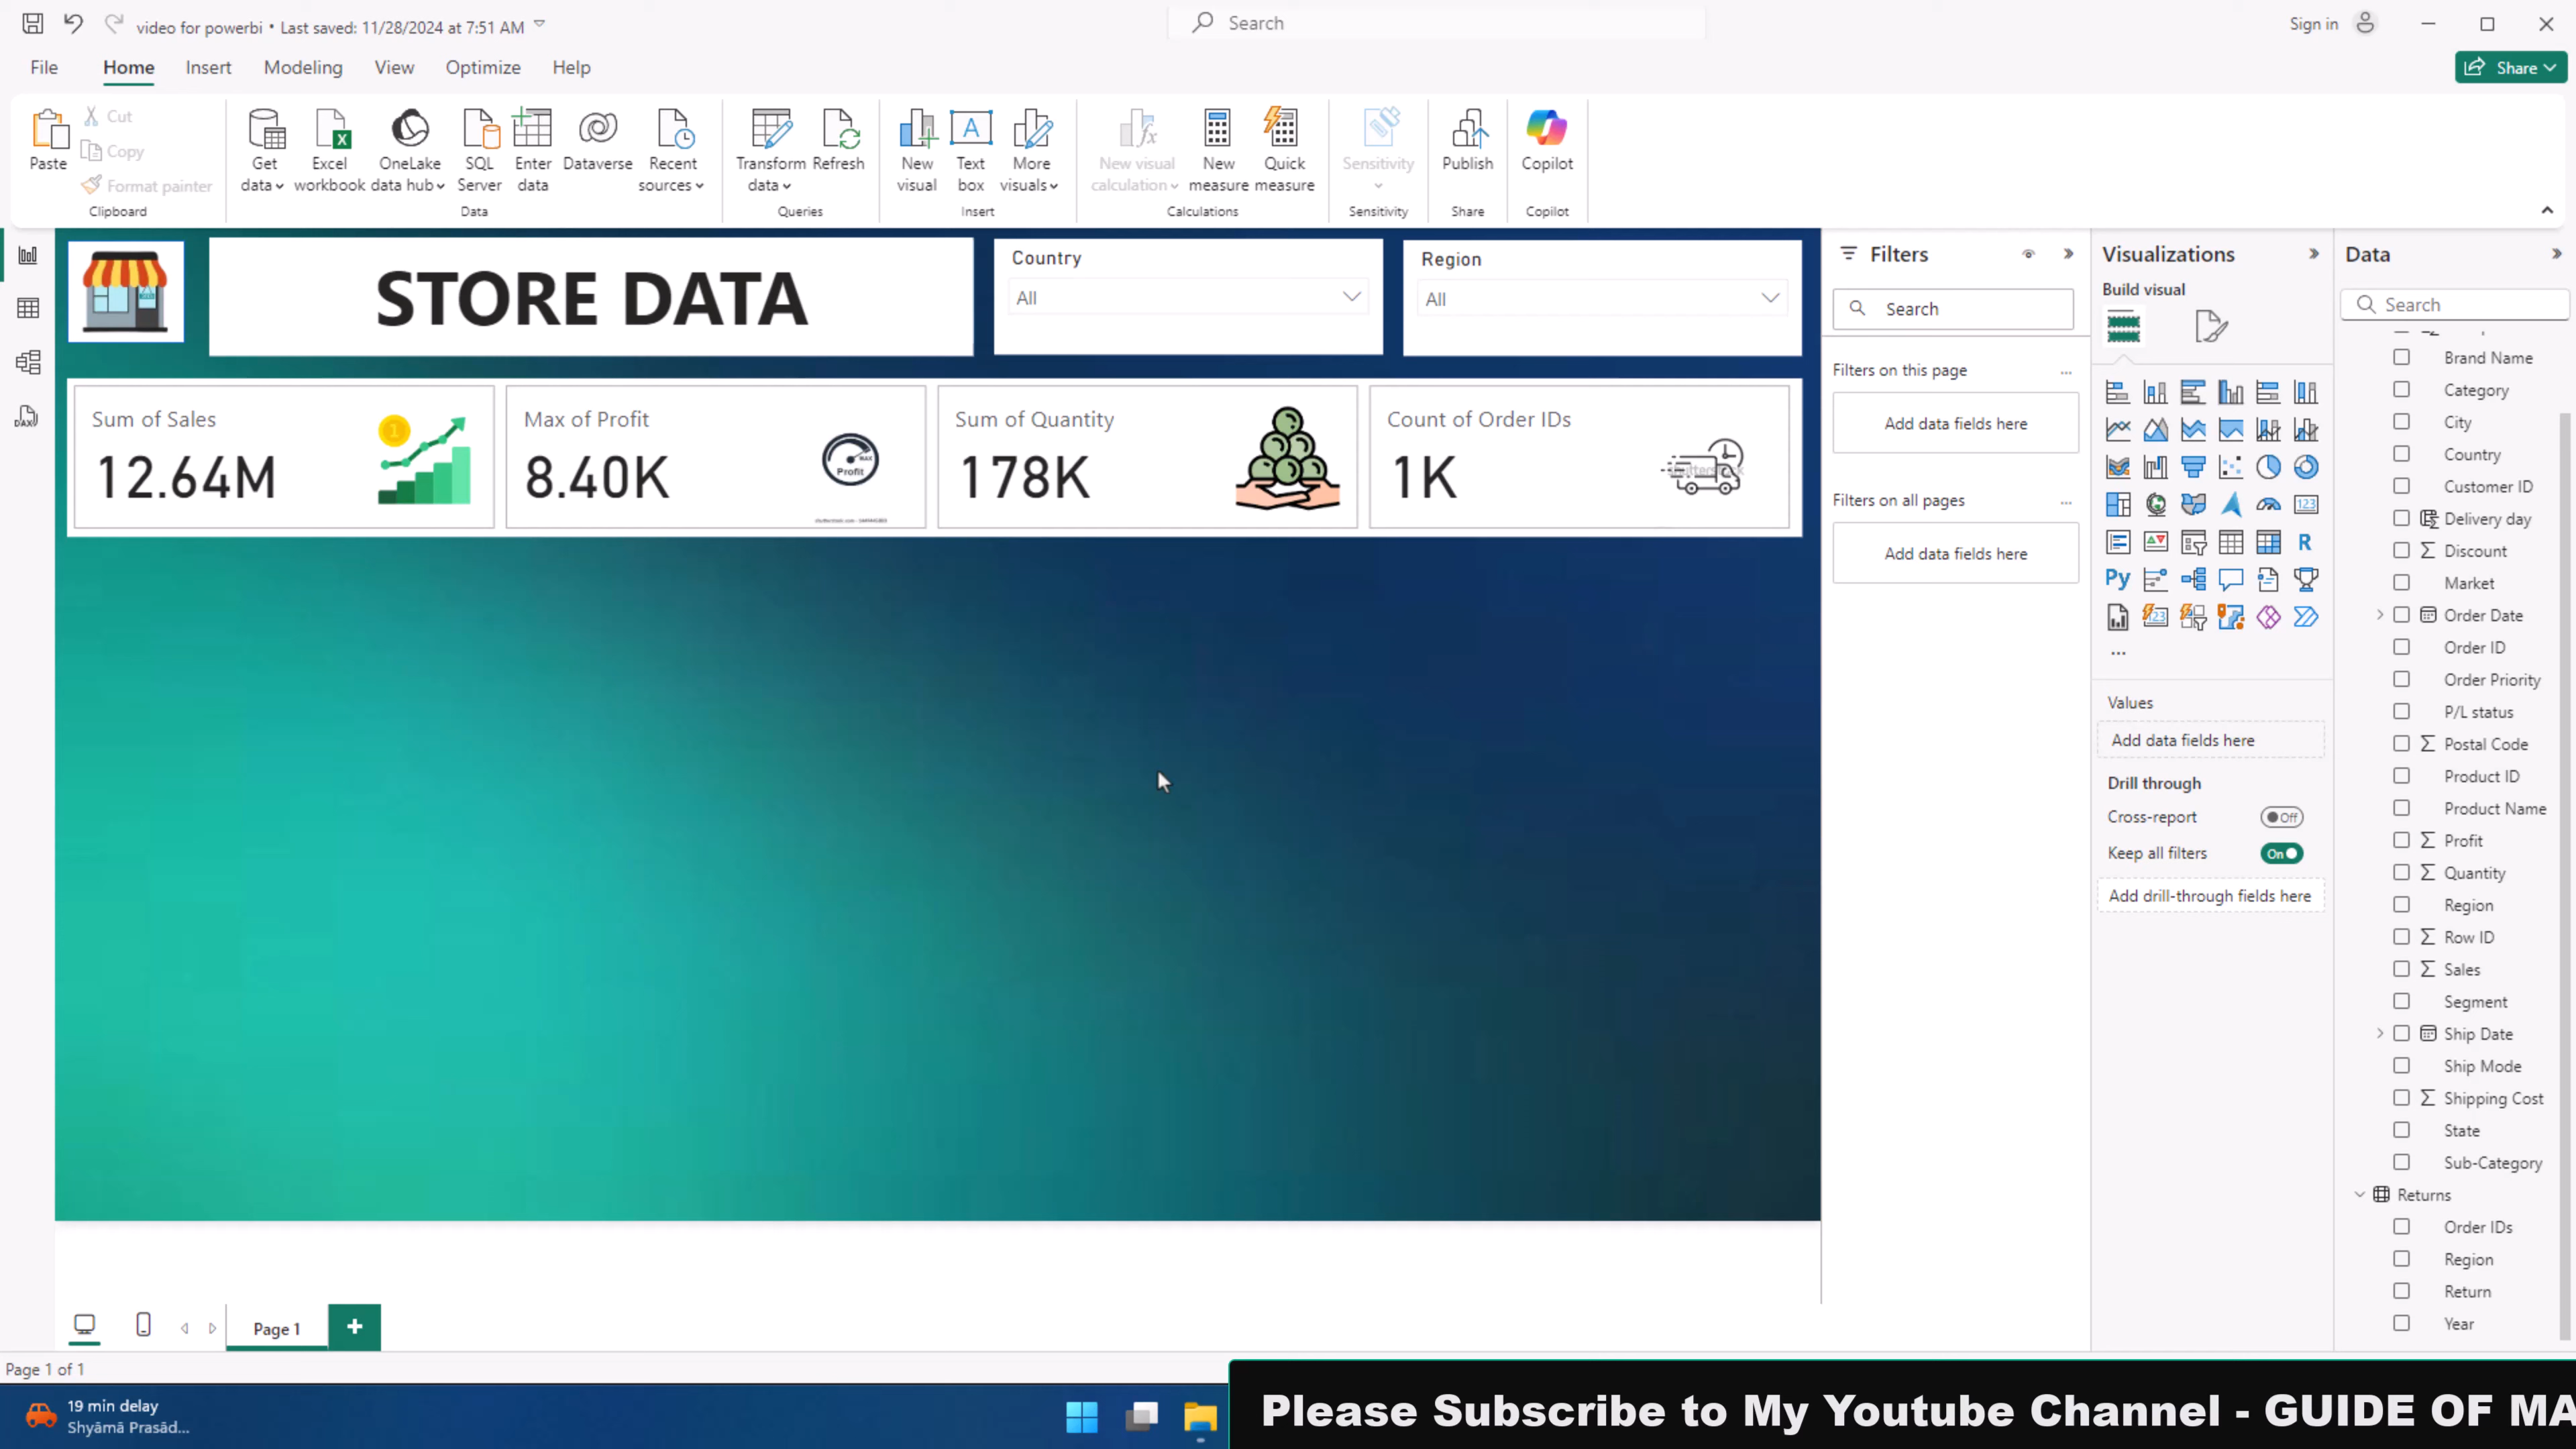 video for powerbi • Last saved: 11/28/2024 at 7:51 AM
Search
Sign in
File Home Insert Modeling View Optimize Help
Share
Paste
Cut
Copy
Format painter
Clipboard
Get data
Excel workbook
OneLake data hub
SQL Server
Enter data
Dataverse
Recent sources
Data
Transform data
Refresh
Queries
New visual
Text box
More visuals
Insert
New visual calculation
New measure
Quick measure
Calculations
Sensitivity
Sensitivity
Publish
Share
Copilot
Copilot
STORE DATA
Country
All
Region
All
Sum of Sales
12.64M
Max of Profit
8.40K
MAX
Profit
Sum of Quantity
178K
Count of Order IDs
1K
Filters
Search
Filters on this page
Add data fields here
Filters on all pages
Add data fields here
Visualizations
Build visual
123
R
Py
123
Values
Add data fields here
Drill through
Cross-report
Off
Keep all filters
On
Add drill-through fields here
Data
Search
Brand Name
Category
City
Country
Customer ID
Delivery day
Discount
Market
Order Date
Order ID
Order Priority
P/L status
Postal Code
Product ID
Product Name
Profit
Quantity
Region
Row ID
Sales
Segment
Ship Date
Ship Mode
Shipping Cost
State
Sub-Category
Returns
Order IDs
Region
Return
Year
DAX
Page 1
Page 1 of 1
19 min delay
Shyāmā Prasād...
Please Subscribe to My Youtube Channel - GUIDE OF MA